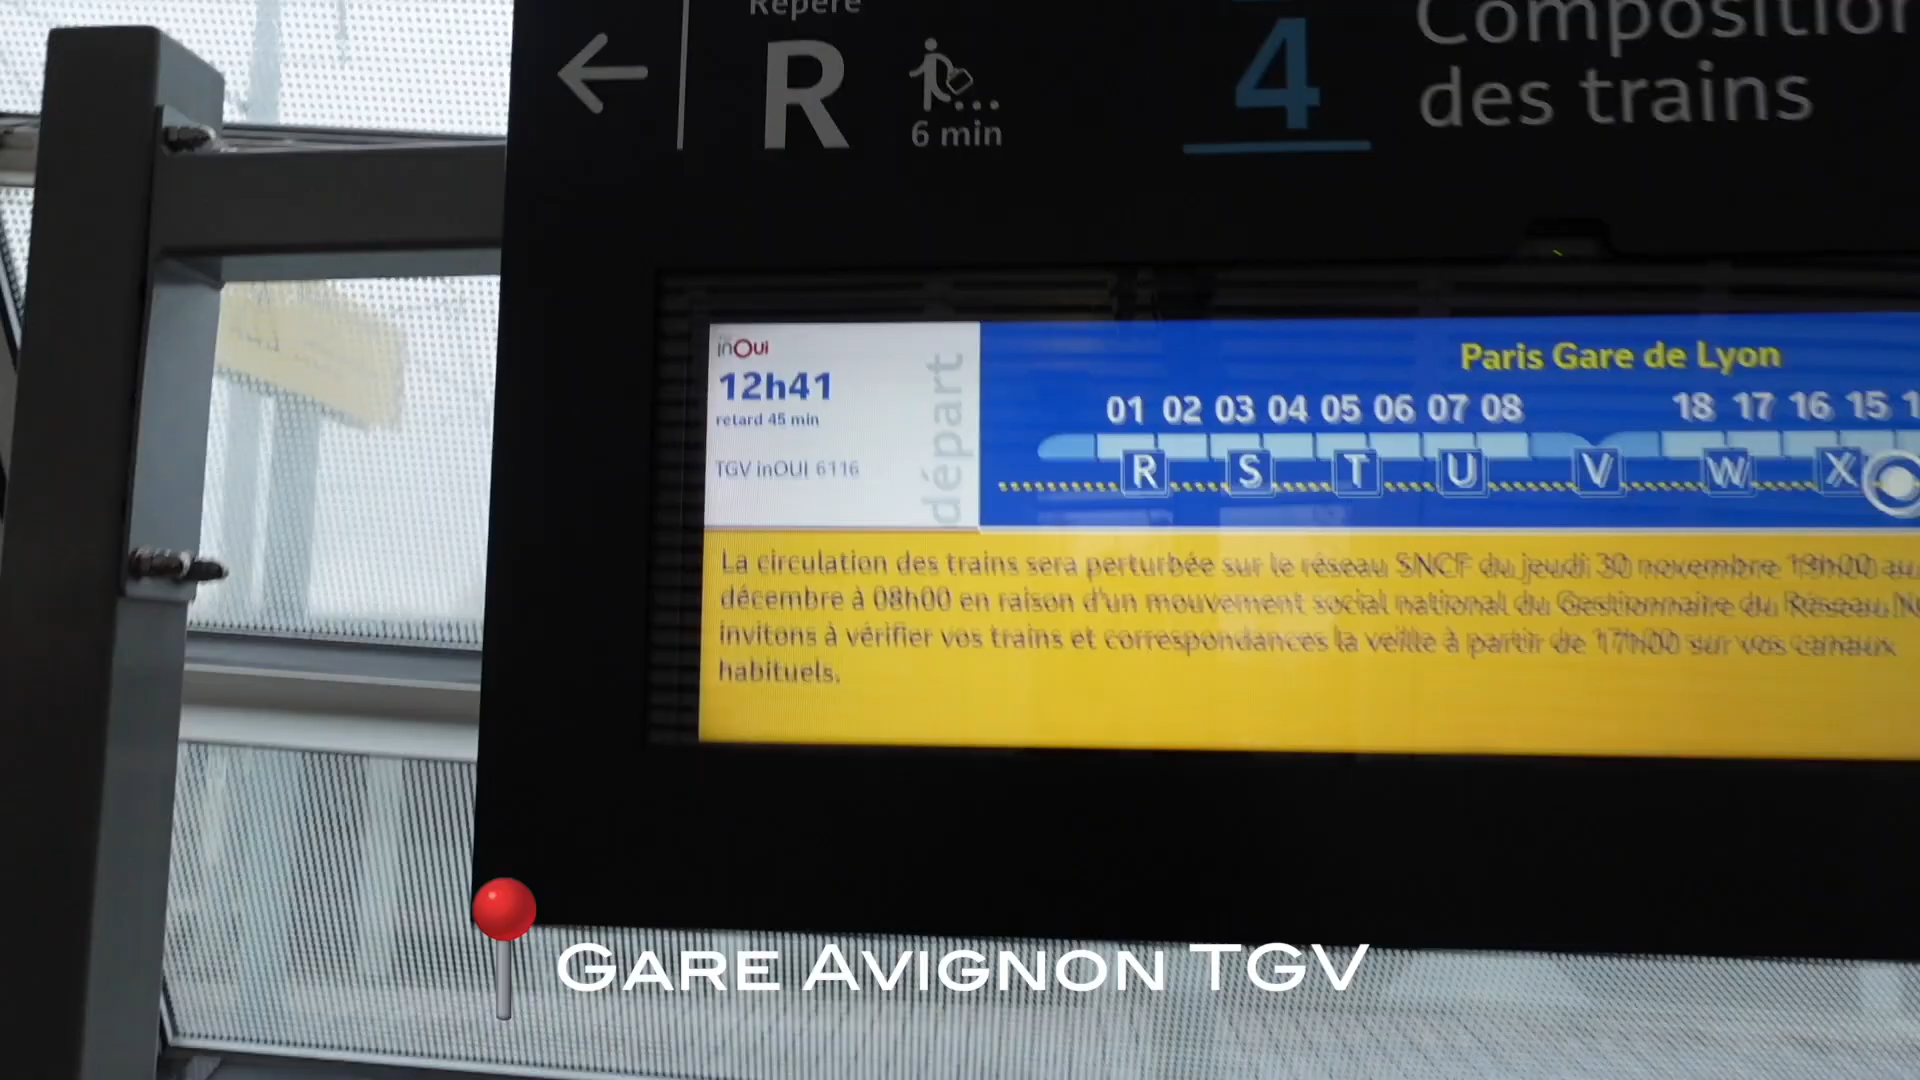 Repère
R
6 min
4
Composition
des trains
inOui
12h41
retard 45 min
TGV inOUI 6116
départ
Paris Gare de Lyon
01 02 03 04 05 06 07 08 18 17 16 15
R S T U V W X
La circulation des trains sera perturbée sur le réseau SNCF du jeudi 30 novembre 19h00 au
décembre à 08h00 en raison d'un mouvement social national du Gestionnaire du Réseau.
invitons à vérifier vos trains et correspondances la veille à partir de 17h00 sur vos canaux
habituels.
GARE AVIGNON TGV